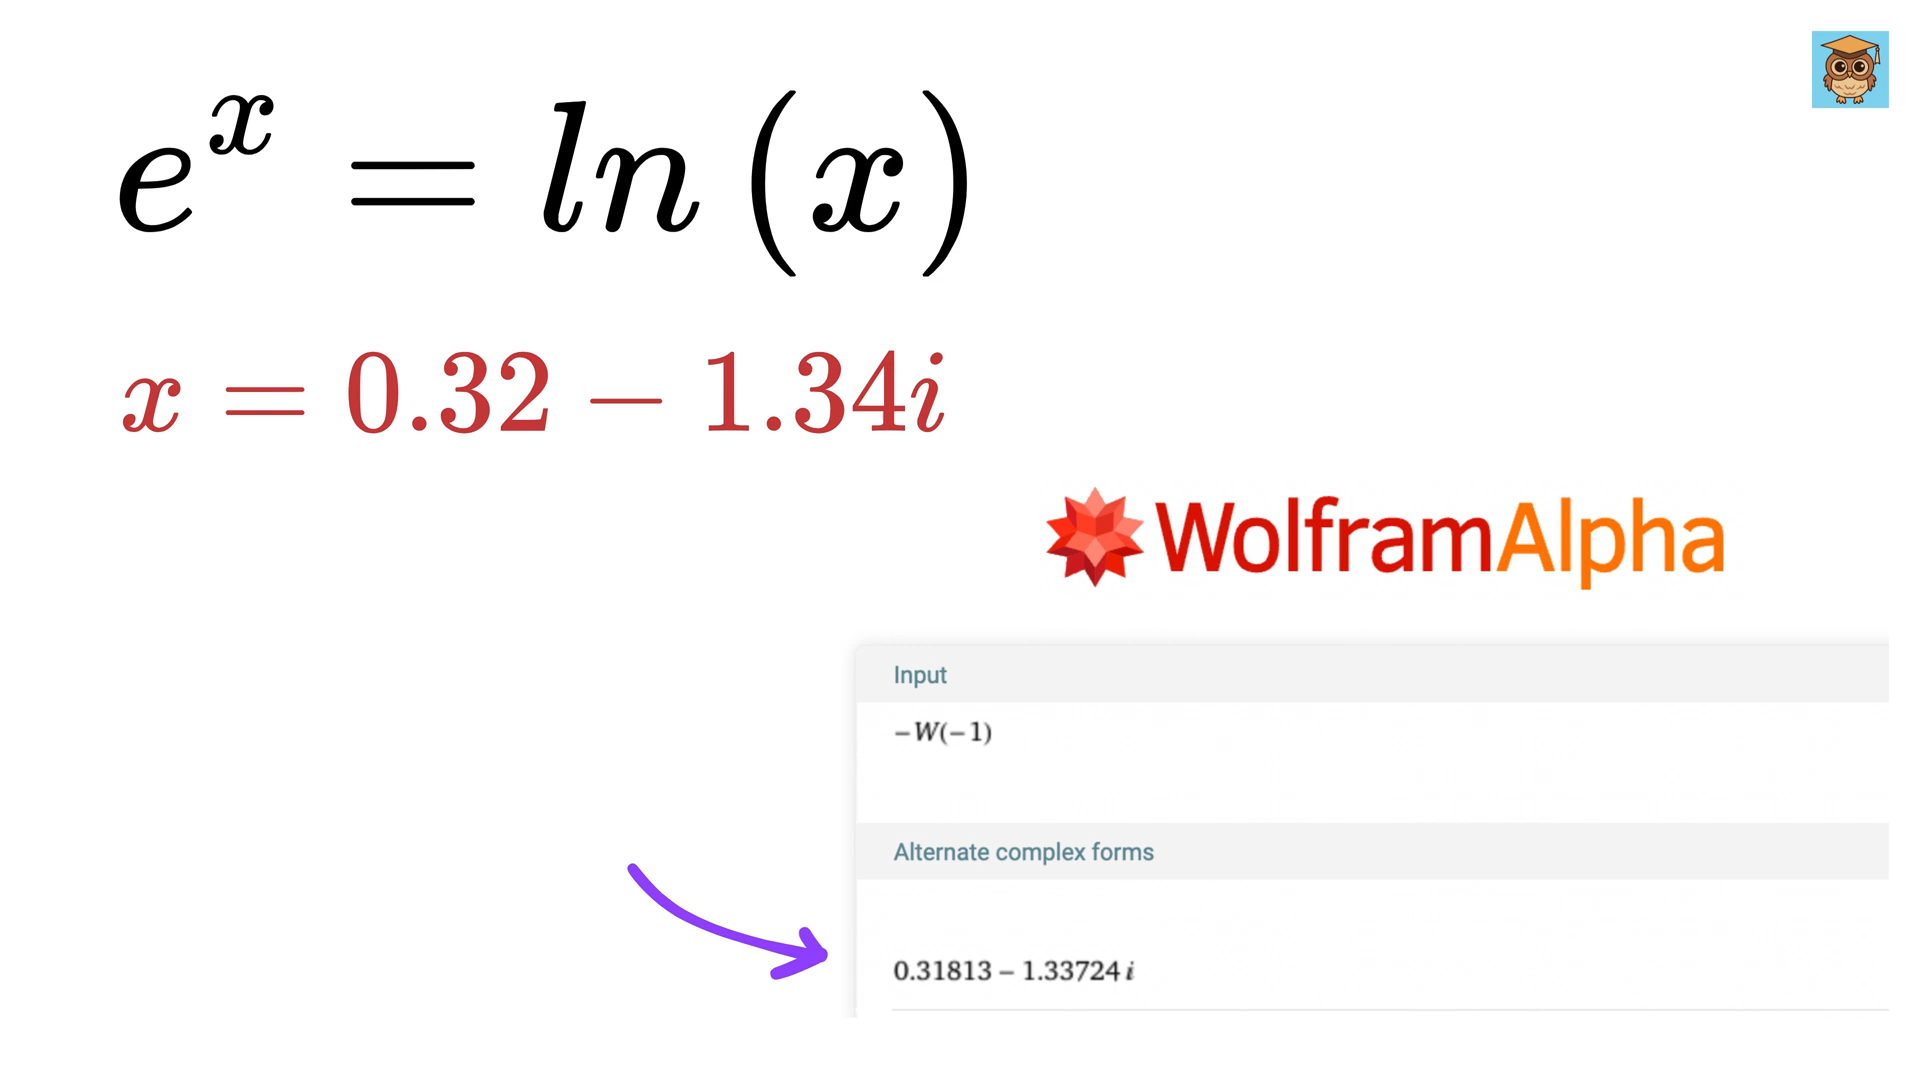 e^x = ln(x)
x = 0.32 − 1.34i
WolframAlpha
Input
−W(−1)
Alternate complex forms
0.31813 − 1.33724 i